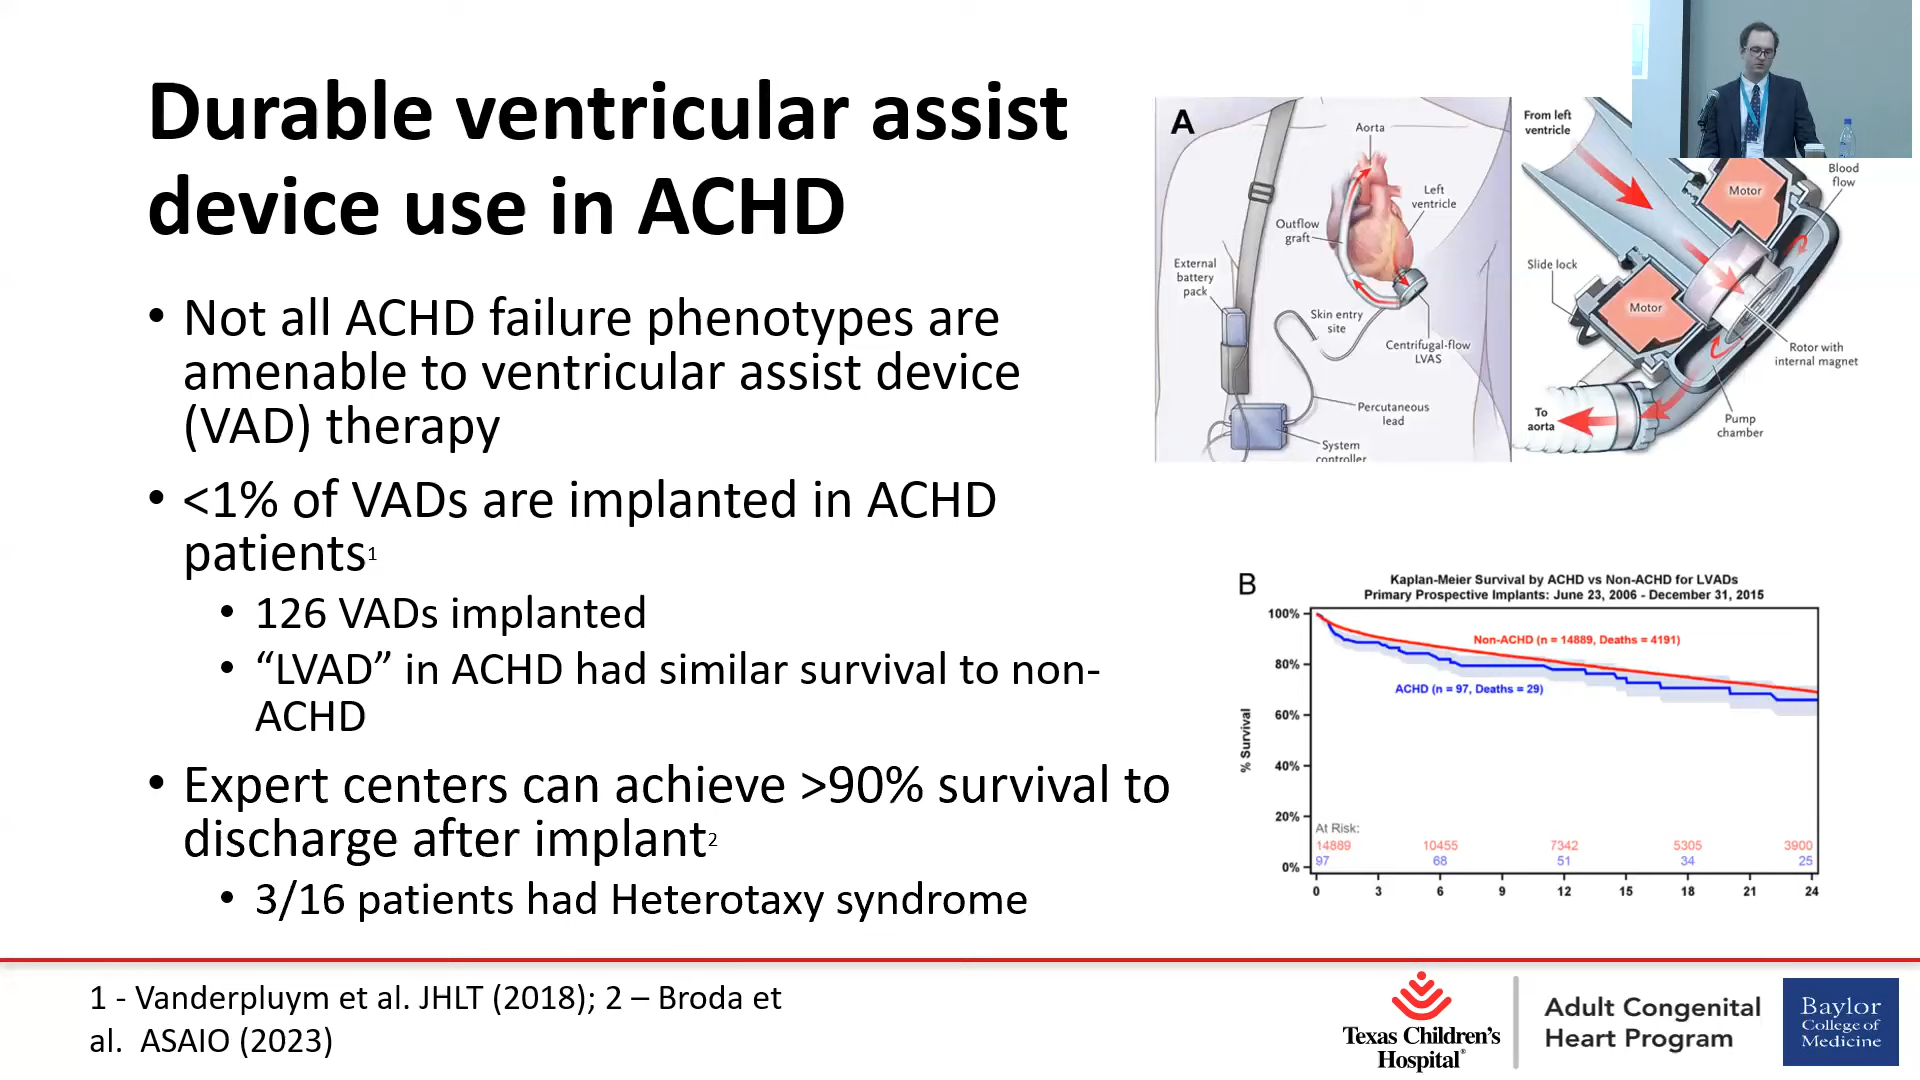 Durable ventricular assist
device use in ACHD
• Not all ACHD failure phenotypes are
amenable to ventricular assist device
(VAD) therapy
• <1% of VADs are implanted in ACHD
patients1
• 126 VADs implanted
• “LVAD” in ACHD had similar survival to non-
ACHD
• Expert centers can achieve >90% survival to
discharge after implant2
• 3/16 patients had Heterotaxy syndrome
A
Aorta
Left
ventricle
Outflow
graft
External
battery
pack
Skin entry
site
Centrifugal-flow
LVAS
Percutaneous
lead
System
controller
From left
ventricle
Blood
flow
Motor
Slide lock
Motor
Rotor with
internal magnet
To
aorta
Pump
chamber
B
Kaplan-Meier Survival by ACHD vs Non-ACHD for LVADs
Primary Prospective Implants: June 23, 2006 - December 31, 2015
% Survival
100%
80%
60%
40%
20%
0%
Non-ACHD (n = 14889, Deaths = 4191)
ACHD (n = 97, Deaths = 29)
At Risk:
14889 10455 7342 5305 3900
97 68 51 34 25
0 3 6 9 12 15 18 21 24
1 - Vanderpluym et al. JHLT (2018); 2 – Broda et
al. ASAIO (2023)
Texas Children's
Hospital®
Adult Congenital
Heart Program
Baylor
College of
Medicine